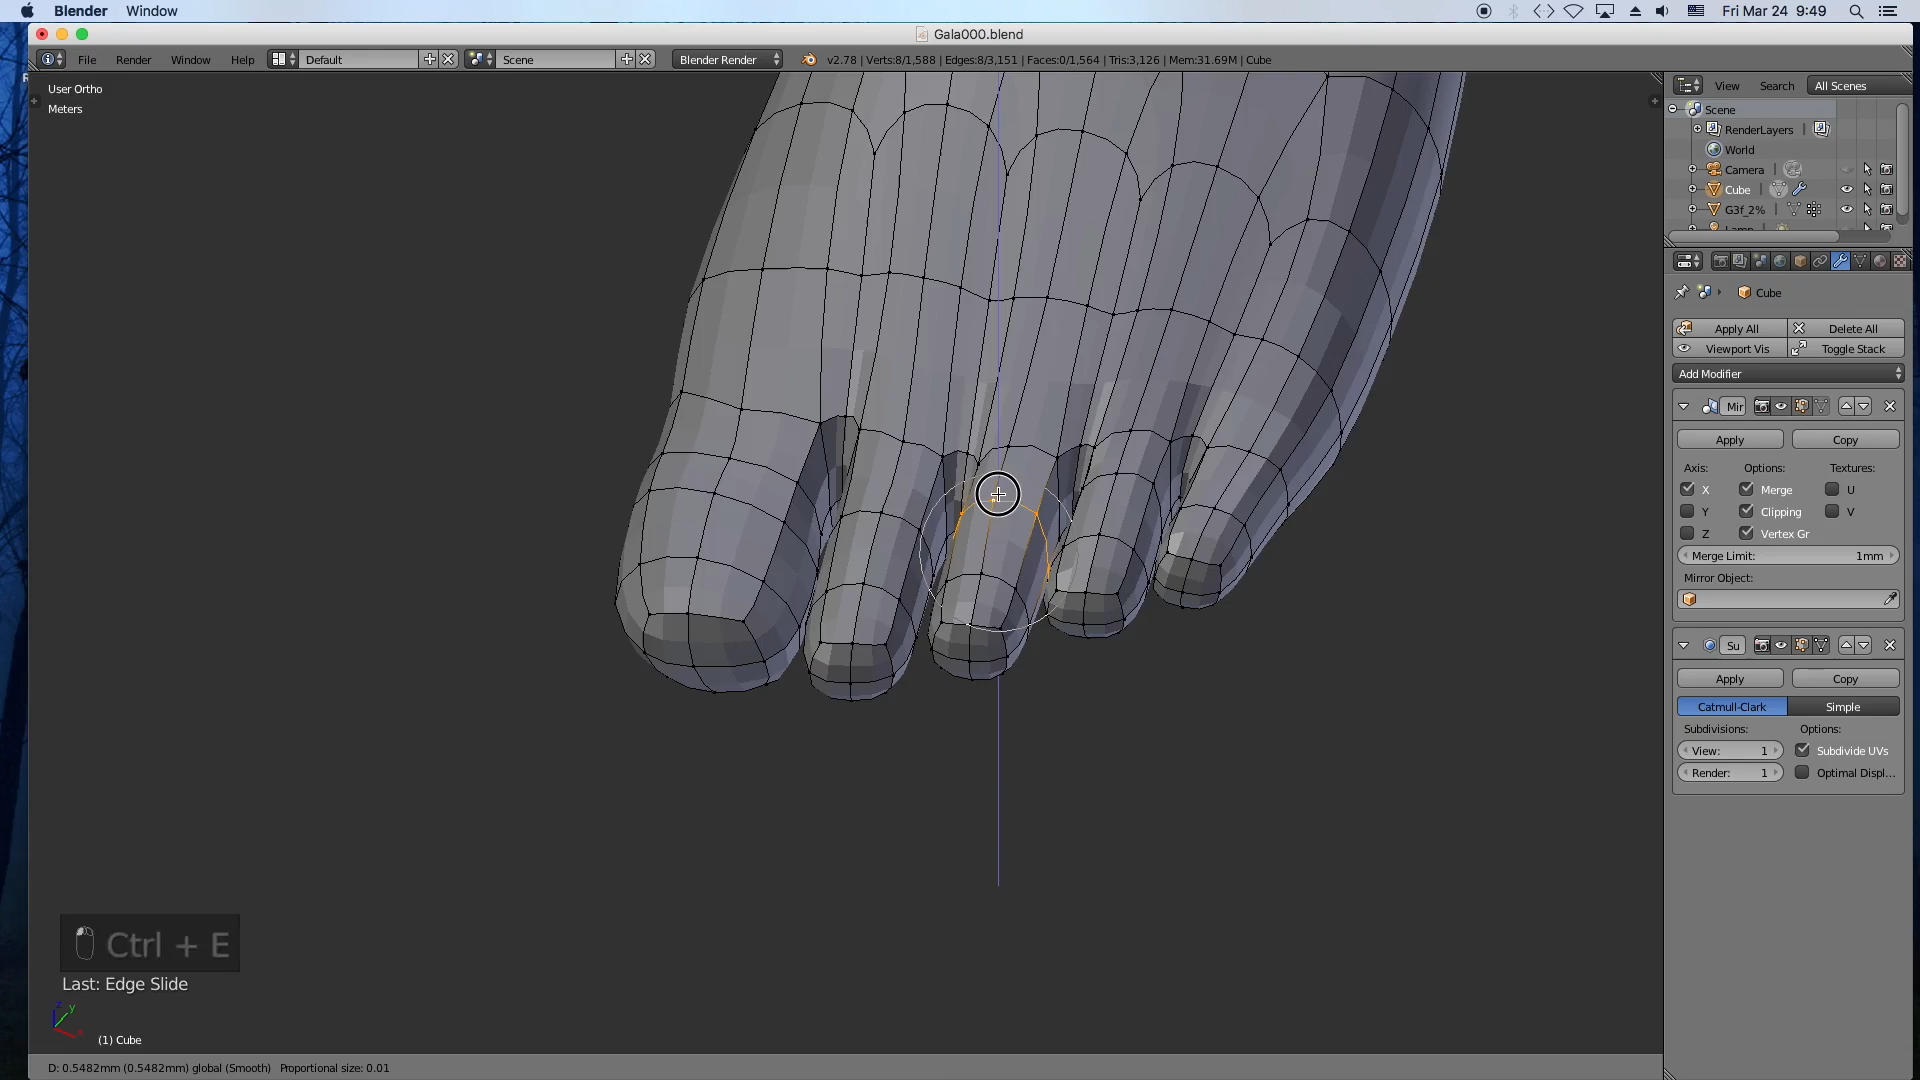 Blender Window
Fri Mar 24 9:49
Gala000.blend
File Render Window Help Default Scene Blender Render v2.78 | Verts:8/1,588 | Edges:8/3,151 | Faces:0/1,564 | Tris:3,126 | Mem:31.69M | Cube
User Ortho
Meters
View Search All Scenes
Scene
RenderLayers
World
Camera
Cube
G3f_2%
Lamp
Cube
Apply All Delete All
Viewport Vis Toggle Stack
Add Modifier
Mir
Apply Copy
Axis: Options: Textures:
X Merge U
Y Clipping V
Z Vertex Gr
Merge Limit: 1mm
Mirror Object:
Su
Apply Copy
Catmull-Clark Simple
Subdivisions: Options:
View: 1 Subdivide UVs
Render: 1 Optimal Displ...
Ctrl + E
Last: Edge Slide
z
y
x
(1) Cube
D: 0.5482mm (0.5482mm) global (Smooth) Proportional size: 0.01